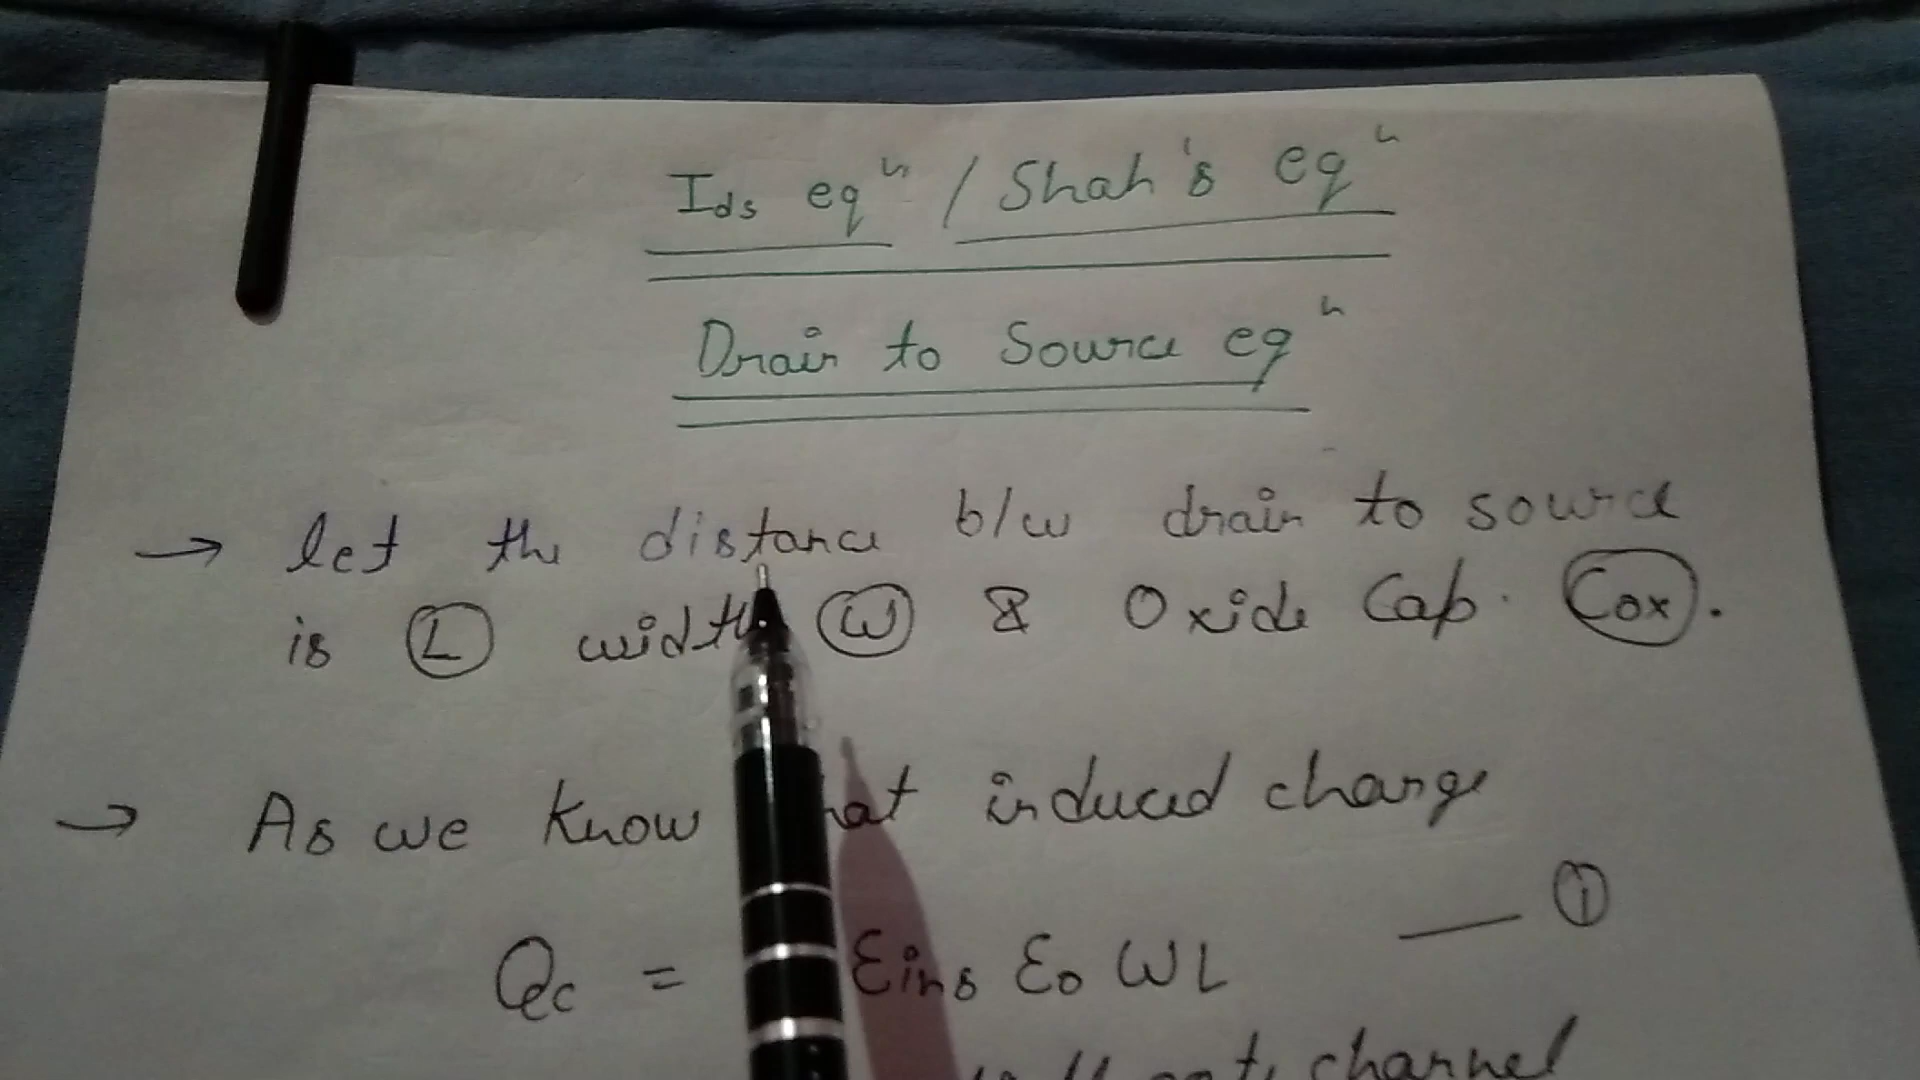 Ids eqn / Shah's eqn
Drain to Source eqn
→ let the distance b/w drain to source
is L width W & Oxide Cap. Cox.
→ As we know that induced charge
Qc = Eins Eo WL — 1
channel